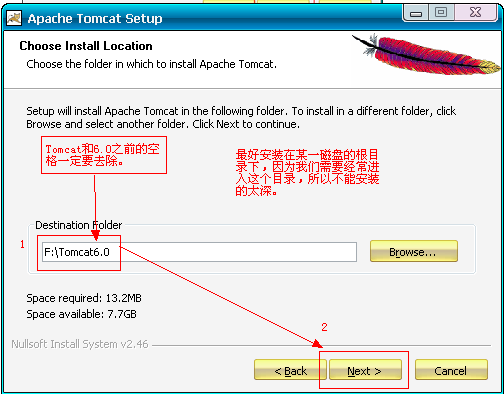 Apache Tomcat Setup
Choose Install Location
Choose the folder in which to install Apache Tomcat.
Setup will install Apache Tomcat in the following folder. To install in a different folder, click
Browse and select another folder. Click Next to continue.
Tomcat和6.0之前的空
格一定要去除。
最好安装在某一磁盘的根目
录下，因为我们需要经常进
入这个目录，所以不能安装
的太深。
Destination Folder
1
F:\Tomcat6.0
Browse...
Space required: 13.2MB
Space available: 7.7GB
2
Nullsoft Install System v2.46
< Back
Next >
Cancel